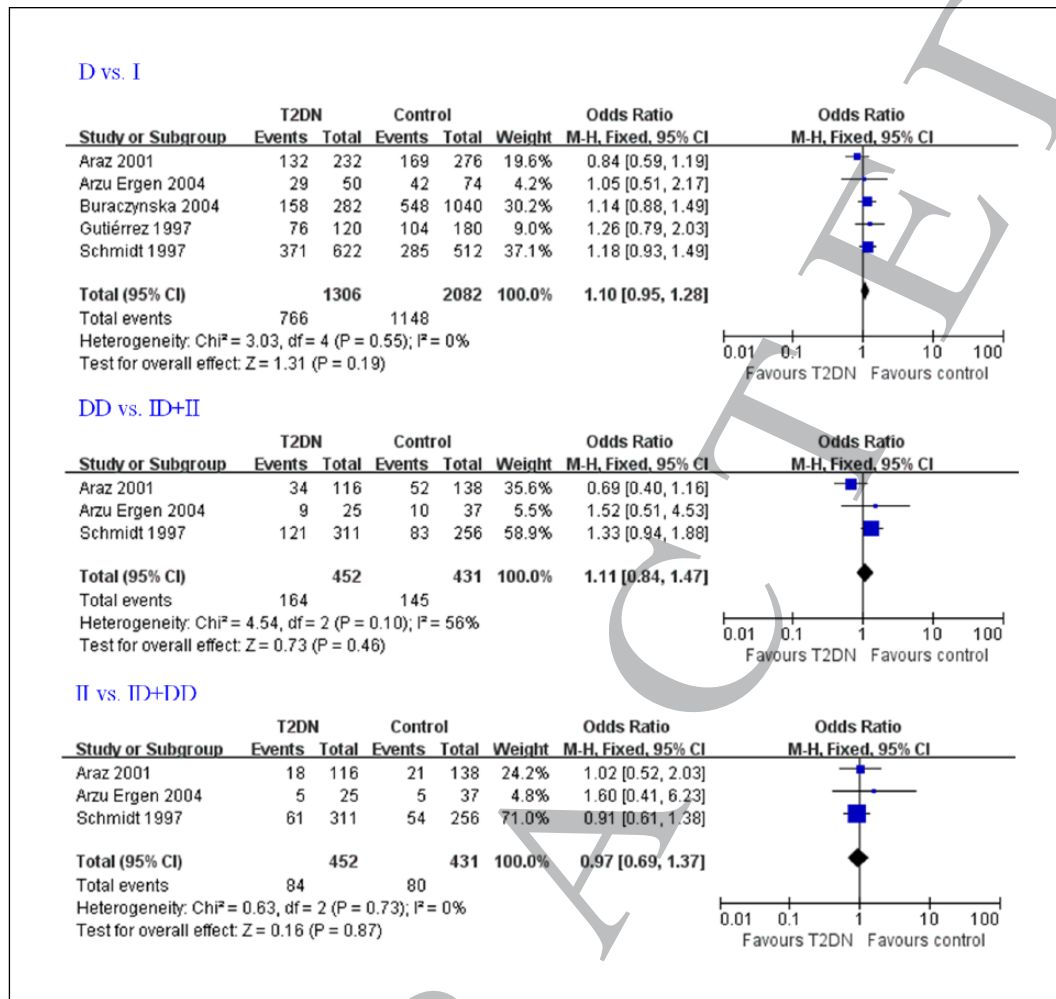 D vs. I
T2DN Control Odds Ratio Odds Ratio
Study or Subgroup Events Total Events Total Weight M-H, Fixed, 95% CI M-H, Fixed, 95% CI
Araz 2001 132 232 169 276 19.6% 0.84 [0.59, 1.19]
Arzu Ergen 2004 29 50 42 74 4.2% 1.05 [0.51, 2.17]
Buraczynska 2004 158 282 548 1040 30.2% 1.14 [0.88, 1.49]
Gutiérrez 1997 76 120 104 180 9.0% 1.26 [0.79, 2.03]
Schmidt 1997 371 622 285 512 37.1% 1.18 [0.93, 1.49]
Total (95% CI) 1306 2082 100.0% 1.10 [0.95, 1.28]
Total events 766 1148
Heterogeneity: Chi² = 3.03, df = 4 (P = 0.55); I² = 0%
Test for overall effect: Z = 1.31 (P = 0.19)
0.01 0.1 1 10 100
Favours T2DN Favours control
DD vs. ID+II
T2DN Control Odds Ratio Odds Ratio
Study or Subgroup Events Total Events Total Weight M-H, Fixed, 95% CI M-H, Fixed, 95% CI
Araz 2001 34 116 52 138 35.6% 0.69 [0.40, 1.16]
Arzu Ergen 2004 9 25 10 37 5.5% 1.52 [0.51, 4.53]
Schmidt 1997 121 311 83 256 58.9% 1.33 [0.94, 1.88]
Total (95% CI) 452 431 100.0% 1.11 [0.84, 1.47]
Total events 164 145
Heterogeneity: Chi² = 4.54, df = 2 (P = 0.10); I² = 56%
Test for overall effect: Z = 0.73 (P = 0.46)
0.01 0.1 1 10 100
Favours T2DN Favours control
II vs. ID+DD
T2DN Control Odds Ratio Odds Ratio
Study or Subgroup Events Total Events Total Weight M-H, Fixed, 95% CI M-H, Fixed, 95% CI
Araz 2001 18 116 21 138 24.2% 1.02 [0.52, 2.03]
Arzu Ergen 2004 5 25 5 37 4.8% 1.60 [0.41, 6.23]
Schmidt 1997 61 311 54 256 71.0% 0.91 [0.61, 1.38]
Total (95% CI) 452 431 100.0% 0.97 [0.69, 1.37]
Total events 84 80
Heterogeneity: Chi² = 0.63, df = 2 (P = 0.73); I² = 0%
Test for overall effect: Z = 0.16 (P = 0.87)
0.01 0.1 1 10 100
Favours T2DN Favours control